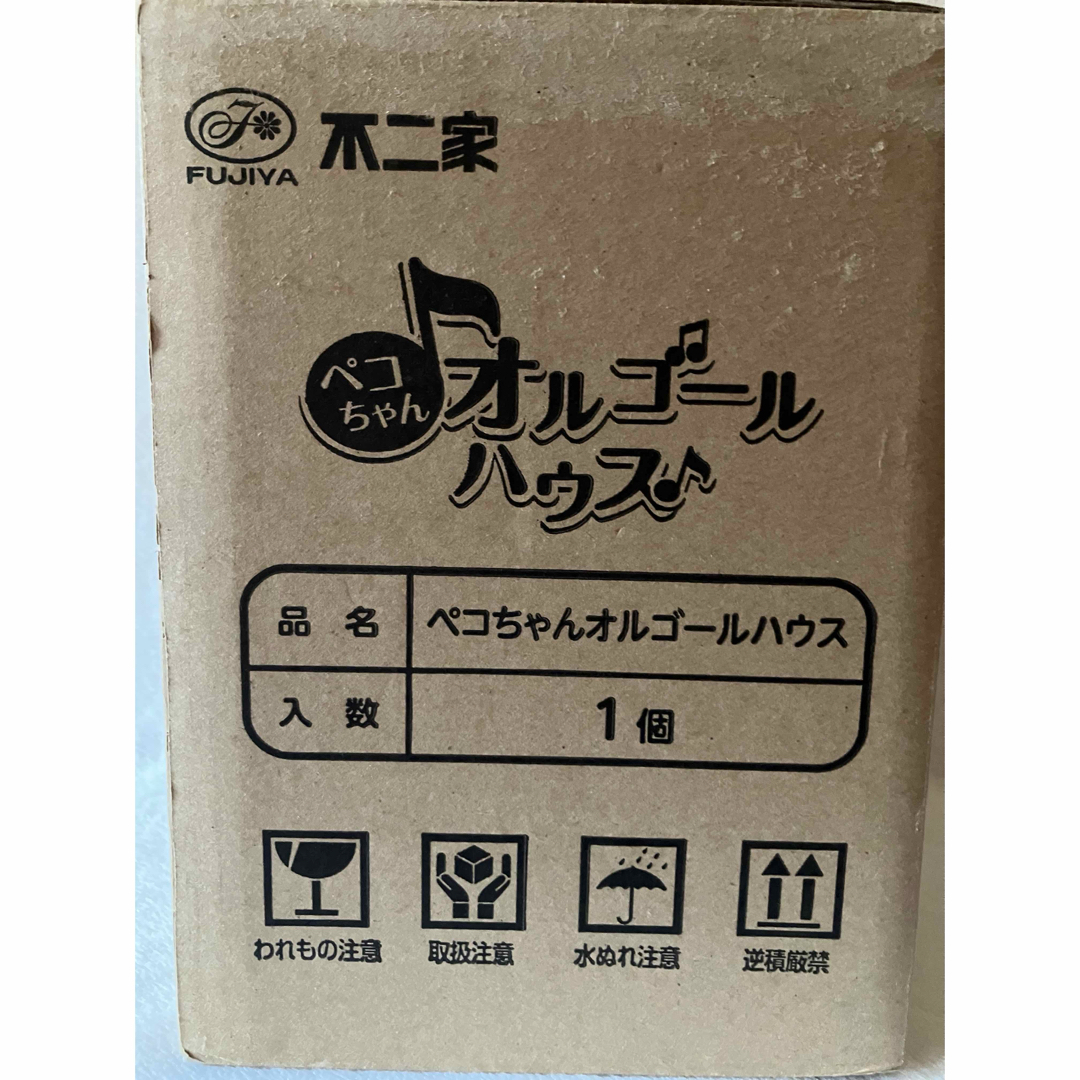 FUJIYA
不二家
ペコ
ちゃん
オルゴール
ハウス
品名
ペコちゃんオルゴールハウス
入数
1個
われもの注意
取扱注意
水ぬれ注意
逆積厳禁